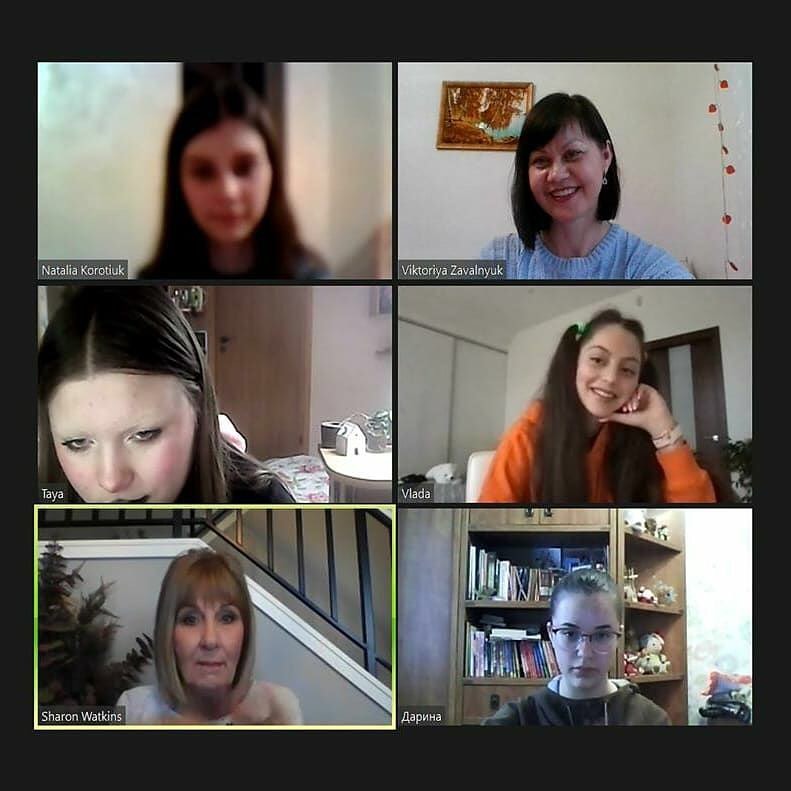 Natalia Korotiuk
Viktoriya Zavalnyuk
Taya
Vlada
Sharon Watkins
Дарина